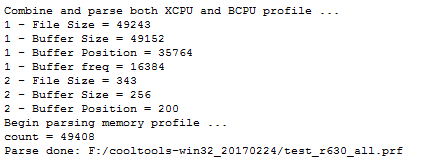 Combine and parse both XCPU and BCPU profile ...
1 - File Size = 49243
1 - Buffer Size = 49152
1 - Buffer Position = 35764
1 - Buffer freq = 16384
2 - File Size = 343
2 - Buffer Size = 256
2 - Buffer Position = 200
Begin parsing memory profile ...
count = 49408
Parse done: F:/cooltools-win32_20170224/test_r630_all.prf